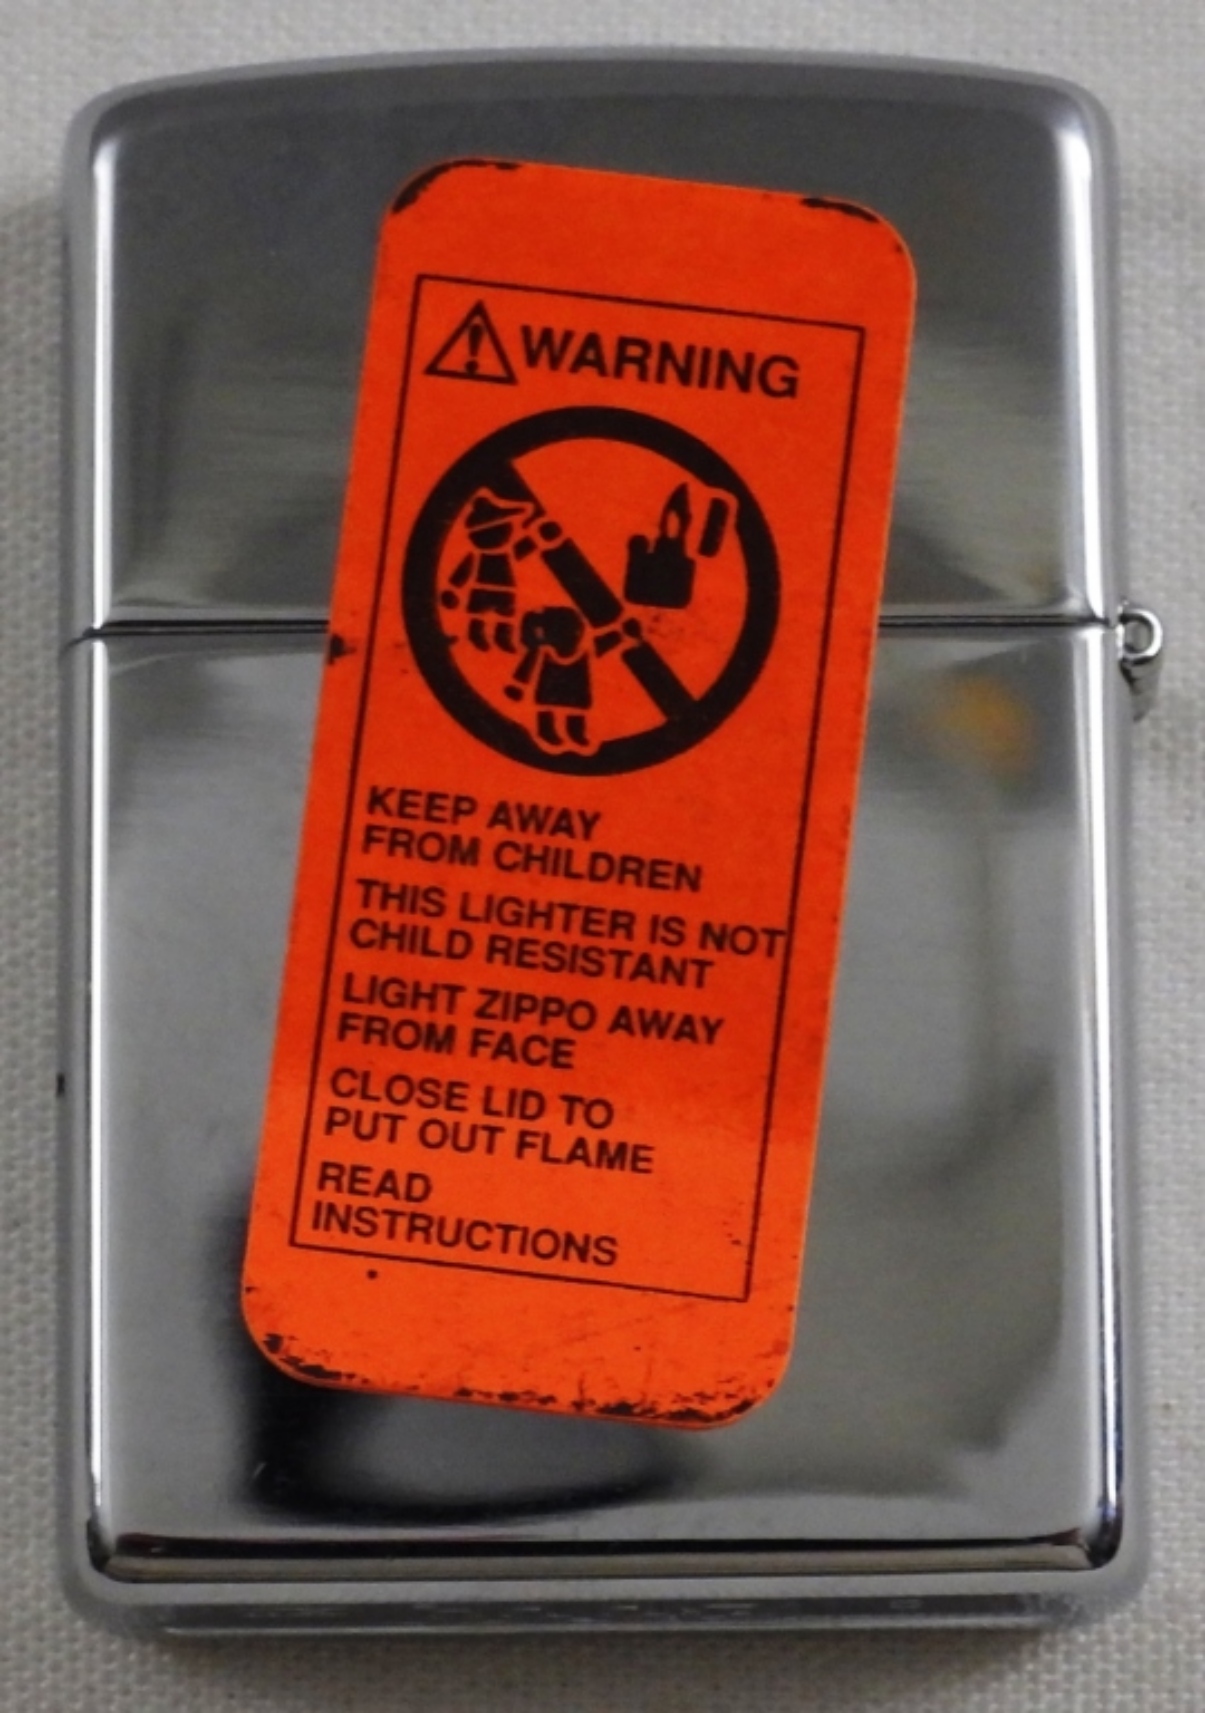 WARNING
KEEP AWAY
FROM CHILDREN
THIS LIGHTER IS NOT
CHILD RESISTANT
LIGHT ZIPPO AWAY
FROM FACE
CLOSE LID TO
PUT OUT FLAME
READ
INSTRUCTIONS